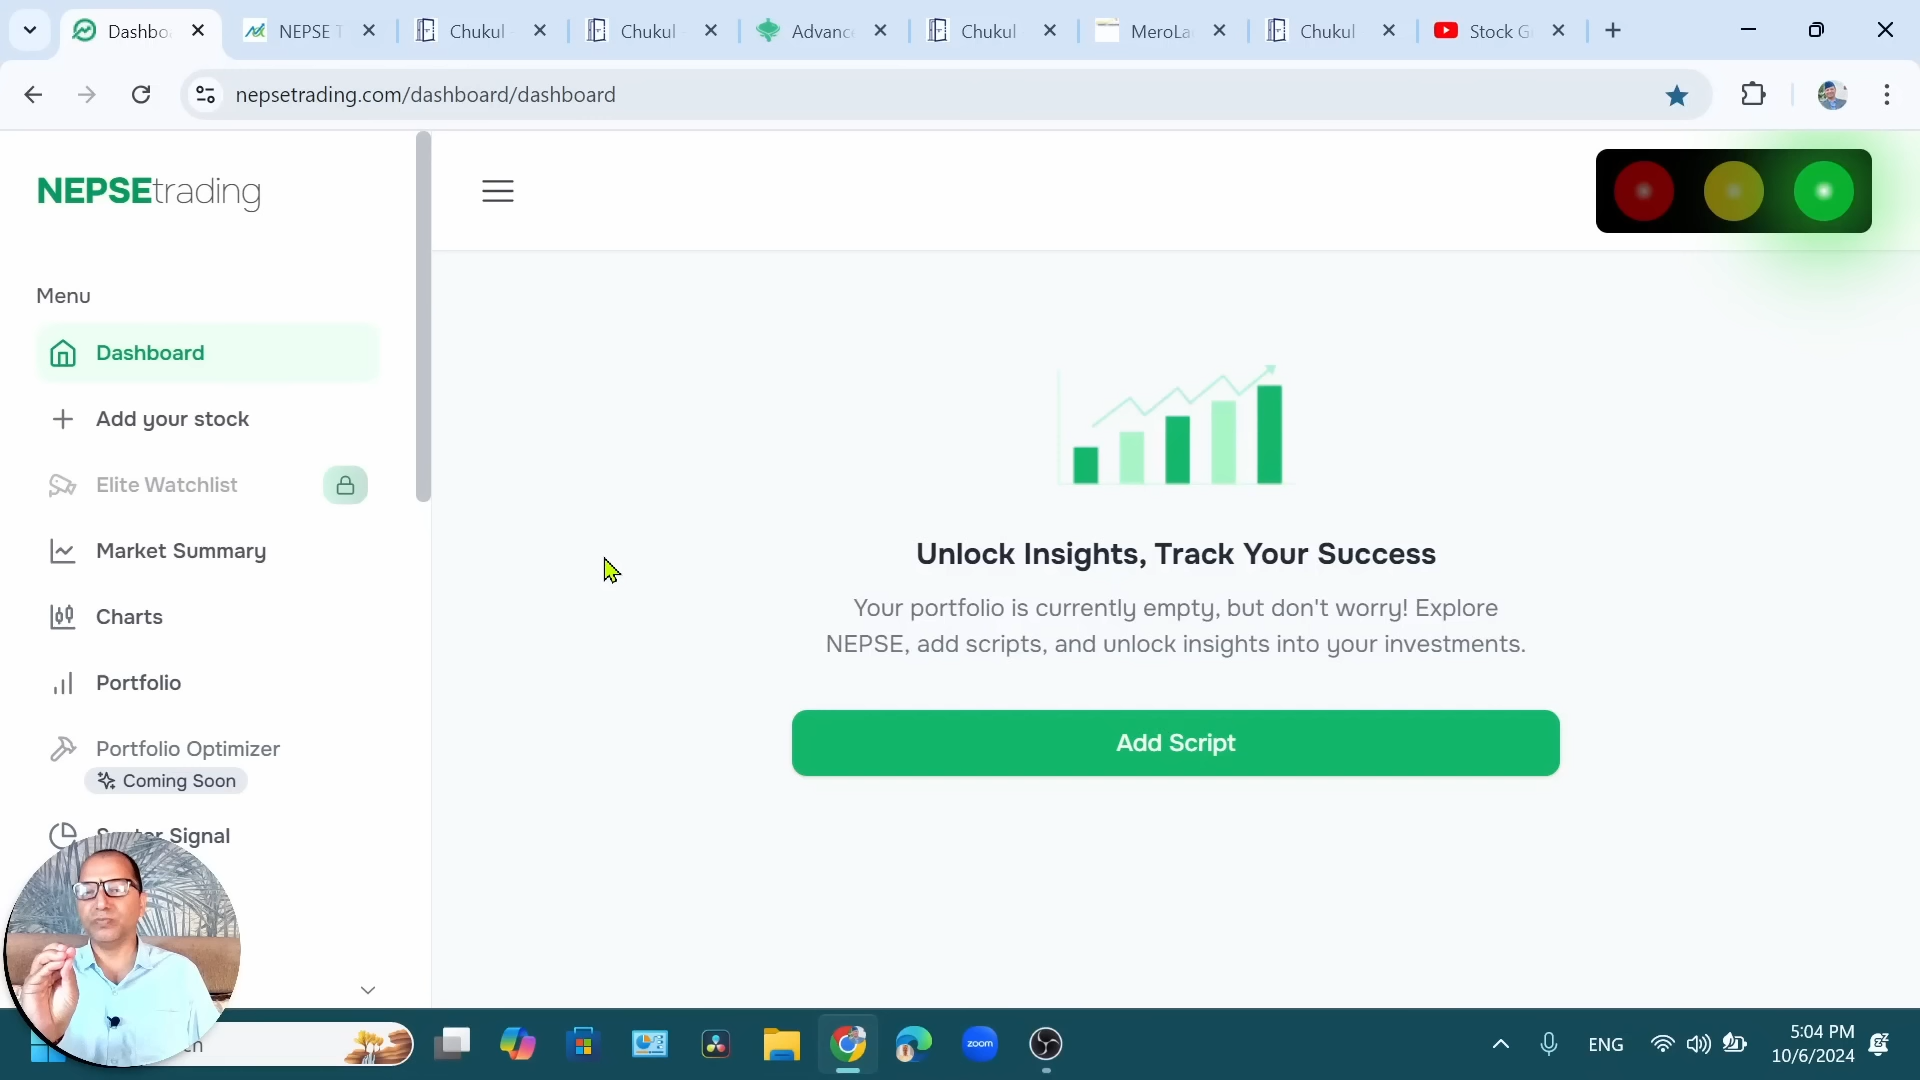 Dashbo
NEPSE T
Chukul
Chukul
Advance
Chukul
MeroLa
Chukul
Stock G
nepsetrading.com/dashboard/dashboard
NEPSEtrading
Menu
Dashboard
Add your stock
Elite Watchlist
Market Summary
Charts
Portfolio
Portfolio Optimizer
Coming Soon
Signal
Unlock Insights, Track Your Success
Your portfolio is currently empty, but don't worry! Explore
NEPSE, add scripts, and unlock insights into your investments.
Add Script
zoom
ENG
5:04 PM
10/6/2024